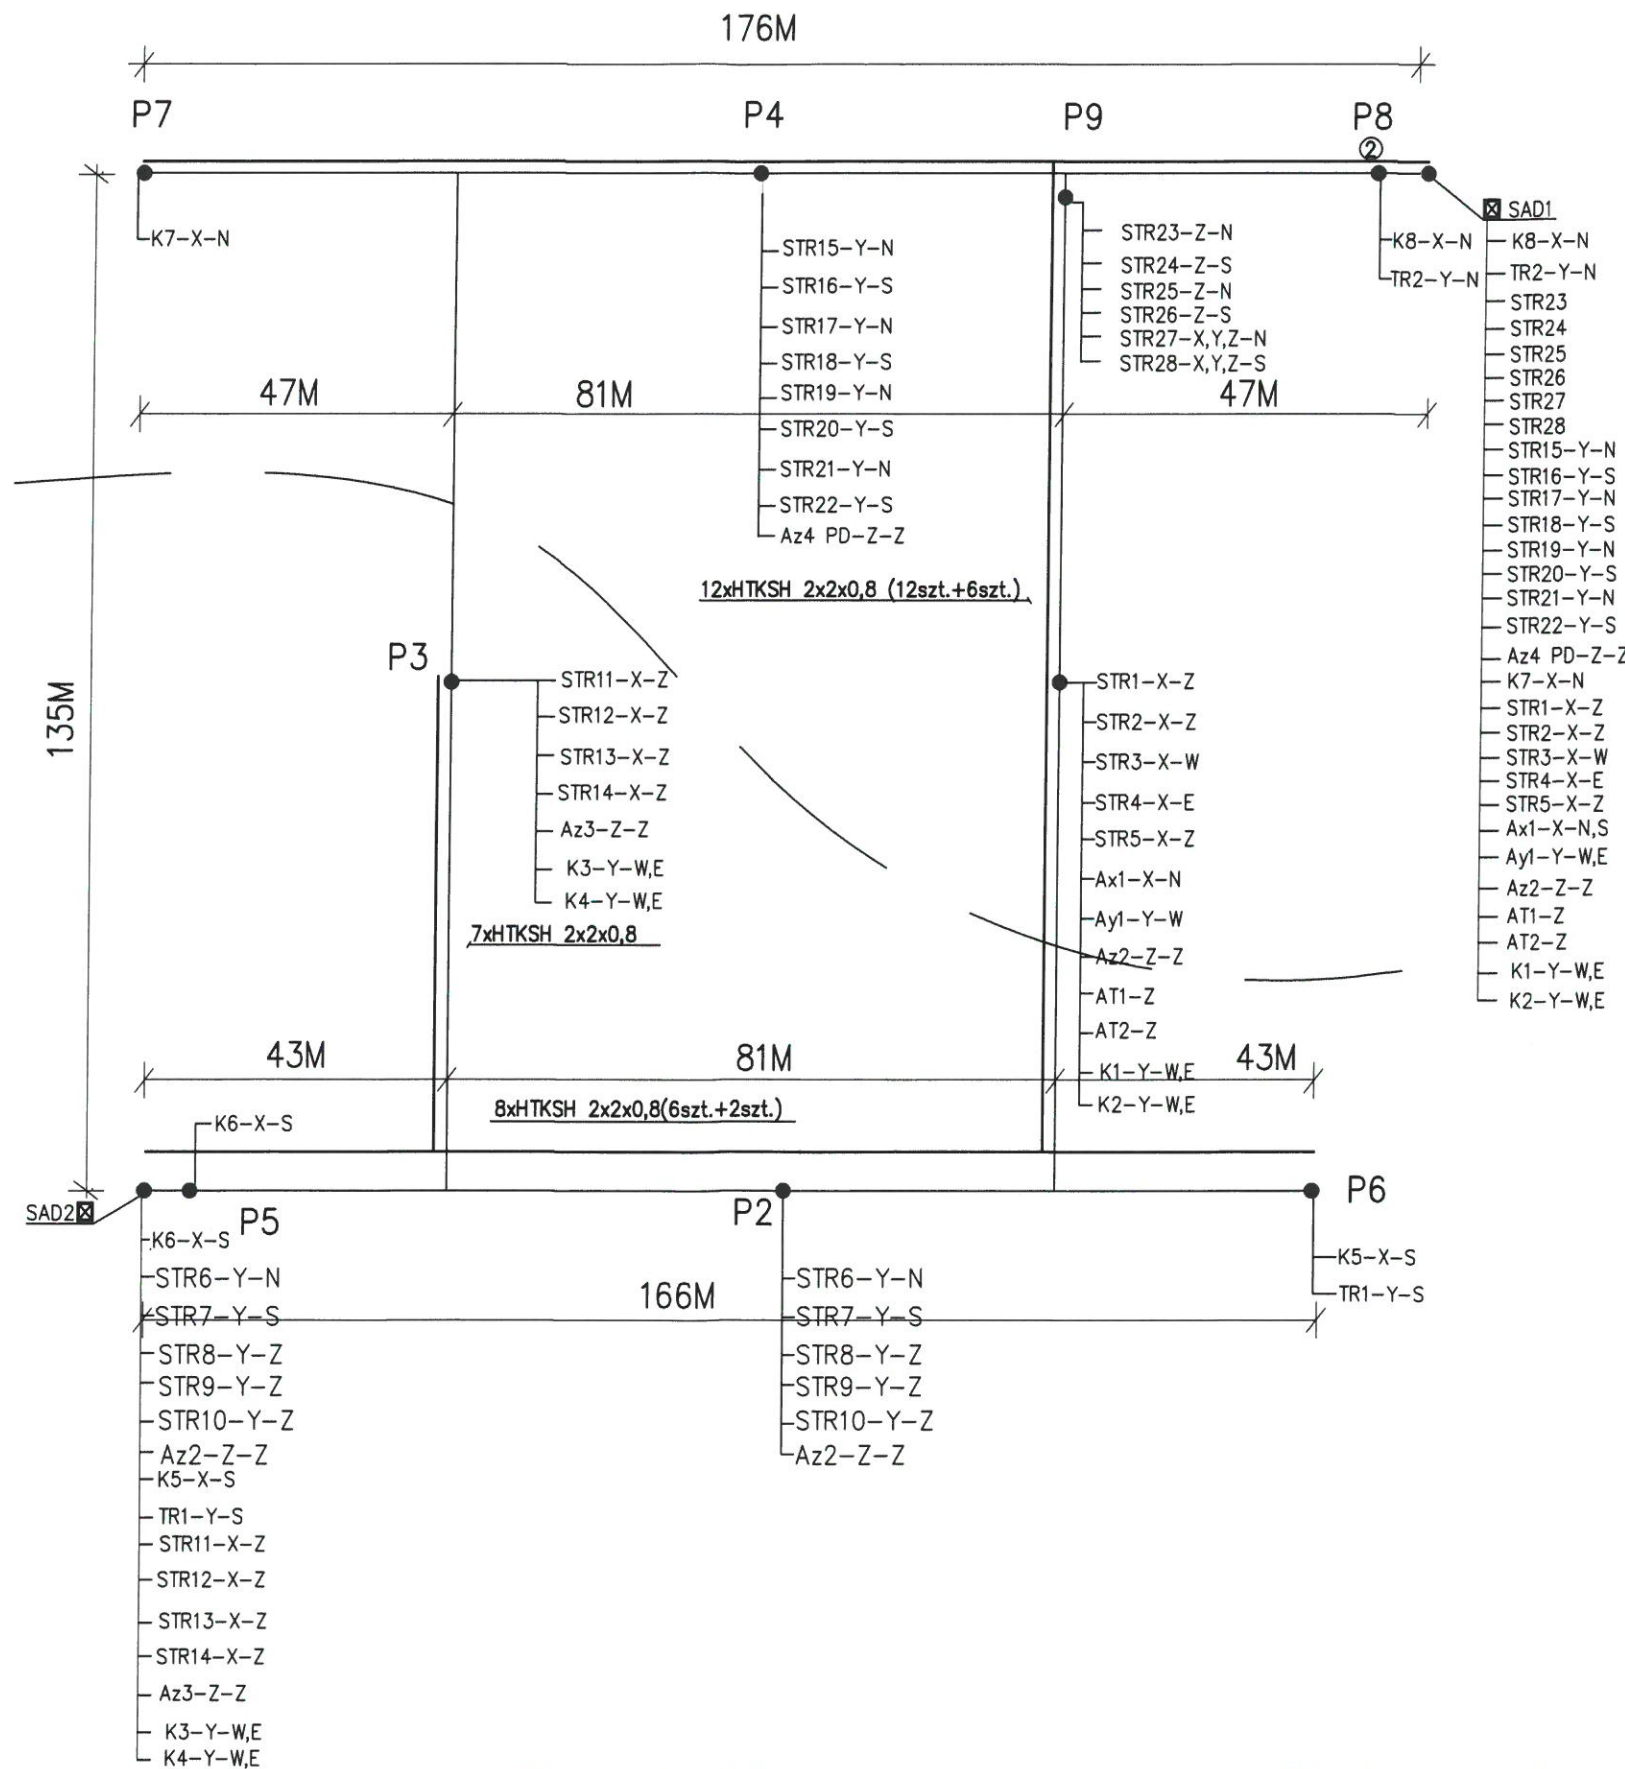 176M
P7
P4
P9
P8
2
SAD1
K7-X-N
STR15-Y-N
STR16-Y-S
STR17-Y-N
STR18-Y-S
STR19-Y-N
STR20-Y-S
STR21-Y-N
STR22-Y-S
Az4 PD-Z-Z
STR23-Z-N
STR24-Z-S
STR25-Z-N
STR26-Z-S
STR27-X,Y,Z-N
STR28-X,Y,Z-S
K8-X-N
TR2-Y-N
K8-X-N
TR2-Y-N
STR23
STR24
STR25
STR26
STR27
STR28
STR15-Y-N
STR16-Y-S
STR17-Y-N
STR18-Y-S
STR19-Y-N
STR20-Y-S
STR21-Y-N
STR22-Y-S
Az4 PD-Z-Z
K7-X-N
STR1-X-Z
STR2-X-Z
STR3-X-W
STR4-X-E
STR5-X-Z
Ax1-X-N,S
Ay1-Y-W,E
Az2-Z-Z
AT1-Z
AT2-Z
K1-Y-W,E
K2-Y-W,E
47M
81M
47M
12xHTKSH 2x2x0,8 (12szt.+6szt.)
135M
P3
STR11-X-Z
STR12-X-Z
STR13-X-Z
STR14-X-Z
Az3-Z-Z
K3-Y-W,E
K4-Y-W,E
7xHTKSH 2x2x0,8
STR1-X-Z
STR2-X-Z
STR3-X-W
STR4-X-E
STR5-X-Z
Ax1-X-N
Ay1-Y-W
Az2-Z-Z
AT1-Z
AT2-Z
K1-Y-W,E
K2-Y-W,E
43M
81M
43M
8xHTKSH 2x2x0,8(6szt.+2szt.)
K6-X-S
SAD2
P5
P2
P6
K6-X-S
STR6-Y-N
STR7-Y-S
STR8-Y-Z
STR9-Y-Z
STR10-Y-Z
Az2-Z-Z
K5-X-S
TR1-Y-S
STR11-X-Z
STR12-X-Z
STR13-X-Z
STR14-X-Z
Az3-Z-Z
K3-Y-W,E
K4-Y-W,E
166M
STR6-Y-N
STR7-Y-S
STR8-Y-Z
STR9-Y-Z
STR10-Y-Z
Az2-Z-Z
K5-X-S
TR1-Y-S